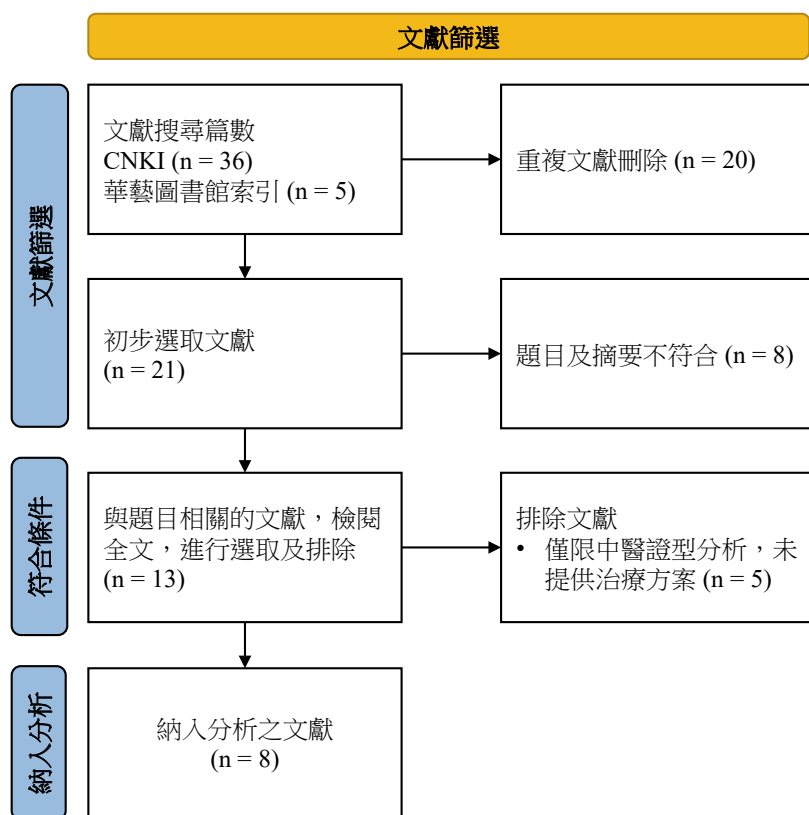 文獻篩選
文獻篩選
文獻搜尋篇數
CNKI (n = 36)
華藝圖書館索引 (n = 5)
重複文獻刪除 (n = 20)
初步選取文獻
(n = 21)
題目及摘要不符合 (n = 8)
符合條件
與題目相關的文獻，檢閱
全文，進行選取及排除
(n = 13)
排除文獻
• 僅限中醫證型分析，未
提供治療方案 (n = 5)
納入分析
納入分析之文獻
(n = 8)